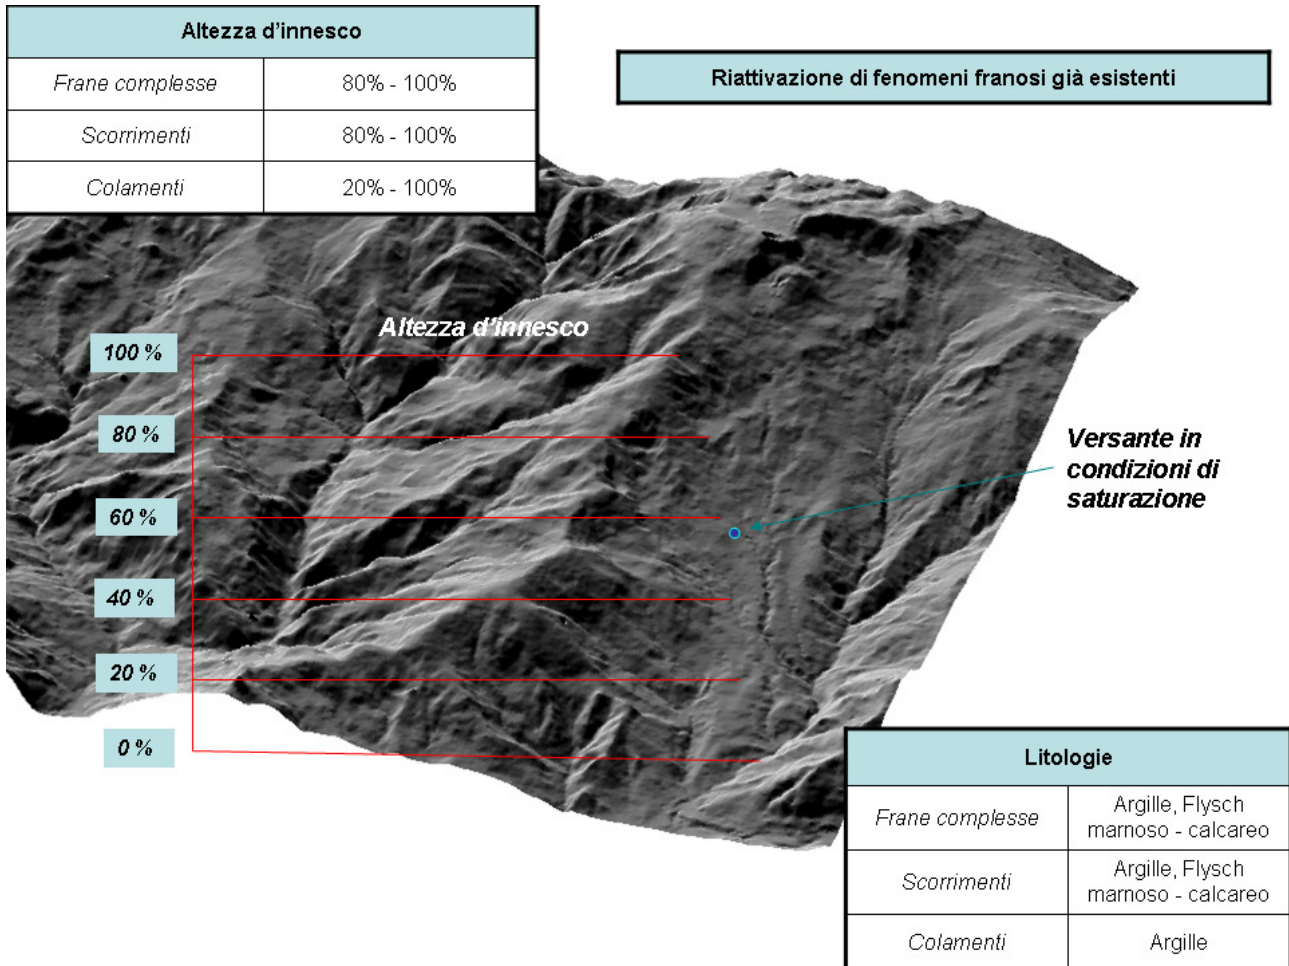 Altezza d'innesco
Frane complesse 80% - 100%
Scorrimenti 80% - 100%
Colamenti 20% - 100%
Riattivazione di fenomeni franosi già esistenti
Altezza d'innesco
100 %
80 %
60 %
40 %
20 %
0 %
Versante in
condizioni di
saturazione
Litologie
Frane complesse Argille, Flysch
marnoso - calcareo
Scorrimenti Argille, Flysch
marnoso - calcareo
Colamenti Argille